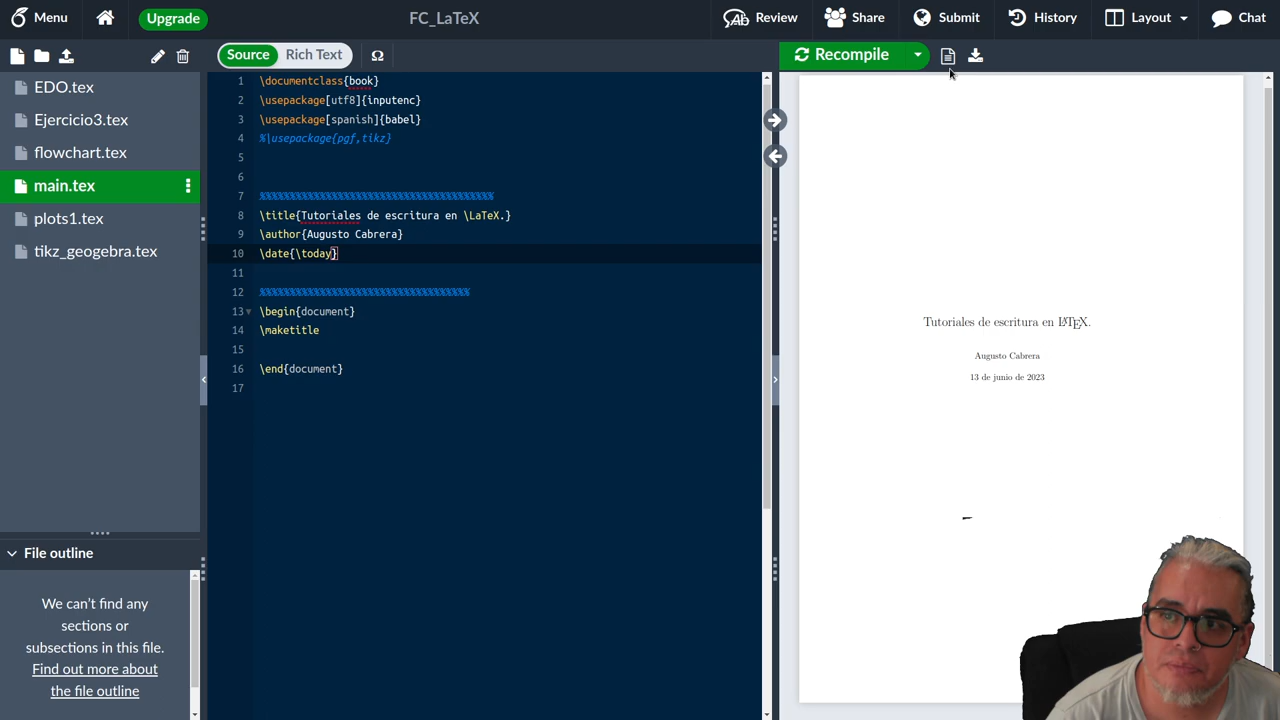 Menu
Upgrade
FC_LaTeX
Review
Share
Submit
History
Layout
Chat
Source
Rich Text
Ω
Recompile
EDO.tex
Ejercicio3.tex
flowchart.tex
main.tex
plots1.tex
tikz_geogebra.tex
File outline
We can't find any
sections or
subsections in this file.
Find out more about
the file outline
1 \documentclass{book}
2 \usepackage[utf8]{inputenc}
3 \usepackage[spanish]{babel}
4 %\usepackage{pgf,tikz}
5
6
7 %%%%%%%%%%%%%%%%%%%%%%%%%%%%%%%%%%%%%%%
8 \title{Tutoriales de escritura en \LaTeX.}
9 \author{Augusto Cabrera}
10 \date{\today}
11
12 %%%%%%%%%%%%%%%%%%%%%%%%%%%%%%%%%%%
13 \begin{document}
14 \maketitle
15
16 \end{document}
17
Tutoriales de escritura en LATEX.
Augusto Cabrera
13 de junio de 2023